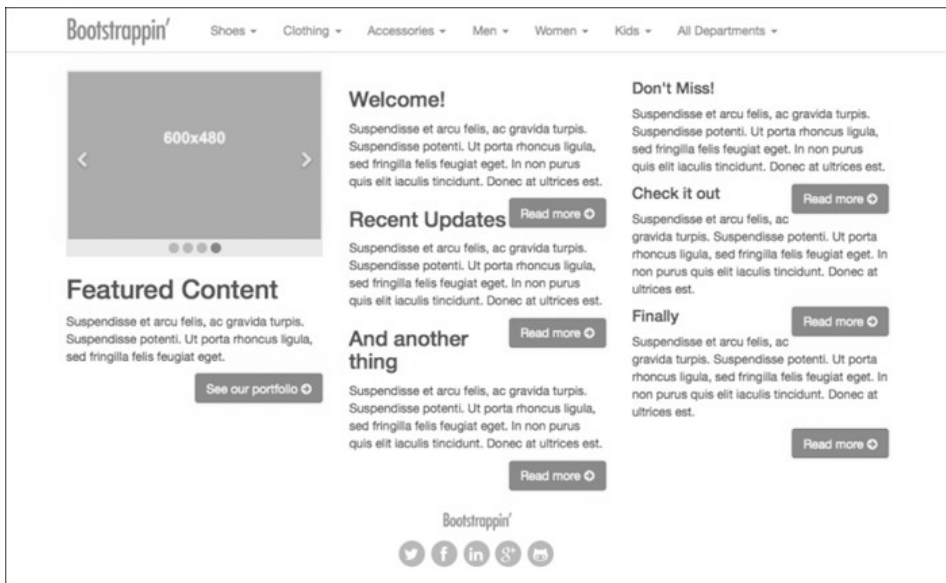 Bootstrappin' Shoes Clothing Accessories Men Women Kids All Departments
600x480
Featured Content
Suspendisse et arcu felis, ac gravida turpis.
Suspendisse potenti. Ut porta rhoncus ligula,
sed fringilla felis feugiat eget.
See our portfolio
Welcome!
Suspendisse et arcu felis, ac gravida turpis.
Suspendisse potenti. Ut porta rhoncus ligula,
sed fringilla felis feugiat eget. In non purus
quis elit iaculis tincidunt. Donec at ultrices est.
Read more
Recent Updates
Suspendisse et arcu felis, ac gravida turpis.
Suspendisse potenti. Ut porta rhoncus ligula,
sed fringilla felis feugiat eget. In non purus
quis elit iaculis tincidunt. Donec at ultrices est.
Read more
And another
thing
Suspendisse et arcu felis, ac gravida turpis.
Suspendisse potenti. Ut porta rhoncus ligula,
sed fringilla felis feugiat eget. In non purus
quis elit iaculis tincidunt. Donec at ultrices est.
Read more
Don't Miss!
Suspendisse et arcu felis, ac gravida turpis.
Suspendisse potenti. Ut porta rhoncus ligula,
sed fringilla felis feugiat eget. In non purus
quis elit iaculis tincidunt. Donec at ultrices est.
Read more
Check it out
Suspendisse et arcu felis, ac
gravida turpis. Suspendisse potenti. Ut porta
rhoncus ligula, sed fringilla felis feugiat eget. In
non purus quis elit iaculis tincidunt. Donec at
ultrices est.
Read more
Finally
Suspendisse et arcu felis, ac
gravida turpis. Suspendisse potenti. Ut porta
rhoncus ligula, sed fringilla felis feugiat eget. In
non purus quis elit iaculis tincidunt. Donec at
ultrices est.
Read more
Bootstrappin'
f in g+